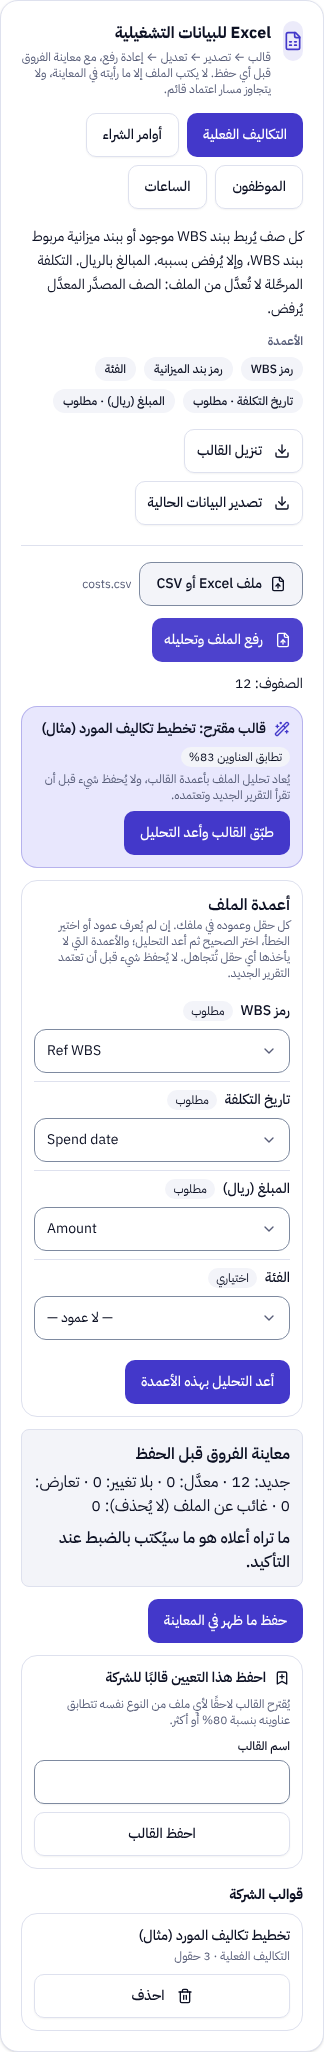 Excel للبيانات التشغيلية
قالب ← تصدير ← تعديل ← إعادة رفع، مع معاينة الفروق
قبل أي حفظ. لا يكتب الملف إلا ما رأيته في المعاينة، ولا
يتجاوز مسار اعتماد قائم.
التكاليف الفعلية
أوامر الشراء
الموظفون
الساعات
كل صف يُربط ببند WBS موجود أو ببند ميزانية مربوط
ببند WBS، وإلا يُرفض بسببه. المبالغ بالريال. التكلفة
المرحَّلة لا تُعدَّل من الملف: الصف المصدَّر المعدَّل
يُرفض.
الأعمدة
رمز WBS
رمز بند الميزانية
الفئة
تاريخ التكلفة · مطلوب
المبلغ (ريال) · مطلوب
تنزيل القالب
تصدير البيانات الحالية
ملف Excel أو CSV
costs.csv
رفع الملف وتحليله
الصفوف: 12
قالب مقترح: تخطيط تكاليف المورد (مثال)
تطابق العناوين 83%
يُعاد تحليل الملف بأعمدة القالب، ولا يُحفظ شيء قبل أن
تقرأ التقرير الجديد وتعتمده.
طبّق القالب وأعد التحليل
أعمدة الملف
كل حقل وعموده في ملفك. إن لم يُعرف عمود أو اختير
الخطأ، اختر الصحيح ثم أعد التحليل؛ والأعمدة التي لا
يأخذها أي حقل تُتجاهل. لا يُحفظ شيء قبل أن تعتمد
التقرير الجديد.
رمز WBS
مطلوب
Ref WBS
تاريخ التكلفة
مطلوب
Spend date
المبلغ (ريال)
مطلوب
Amount
الفئة
اختياري
— لا عمود —
أعد التحليل بهذه الأعمدة
معاينة الفروق قبل الحفظ
جديد: 12 · معدَّل: 0 · بلا تغيير: 0 · تعارض:
0 · غائب عن الملف (لا يُحذف): 0
ما تراه أعلاه هو ما سيُكتب بالضبط عند
التأكيد.
حفظ ما ظهر في المعاينة
احفظ هذا التعيين قالبًا للشركة
يُقترح القالب لاحقًا لأي ملف من النوع نفسه تتطابق
عناوينه بنسبة 80% أو أكثر.
اسم القالب
احفظ القالب
قوالب الشركة
تخطيط تكاليف المورد (مثال)
التكاليف الفعلية · 3 حقول
احذف